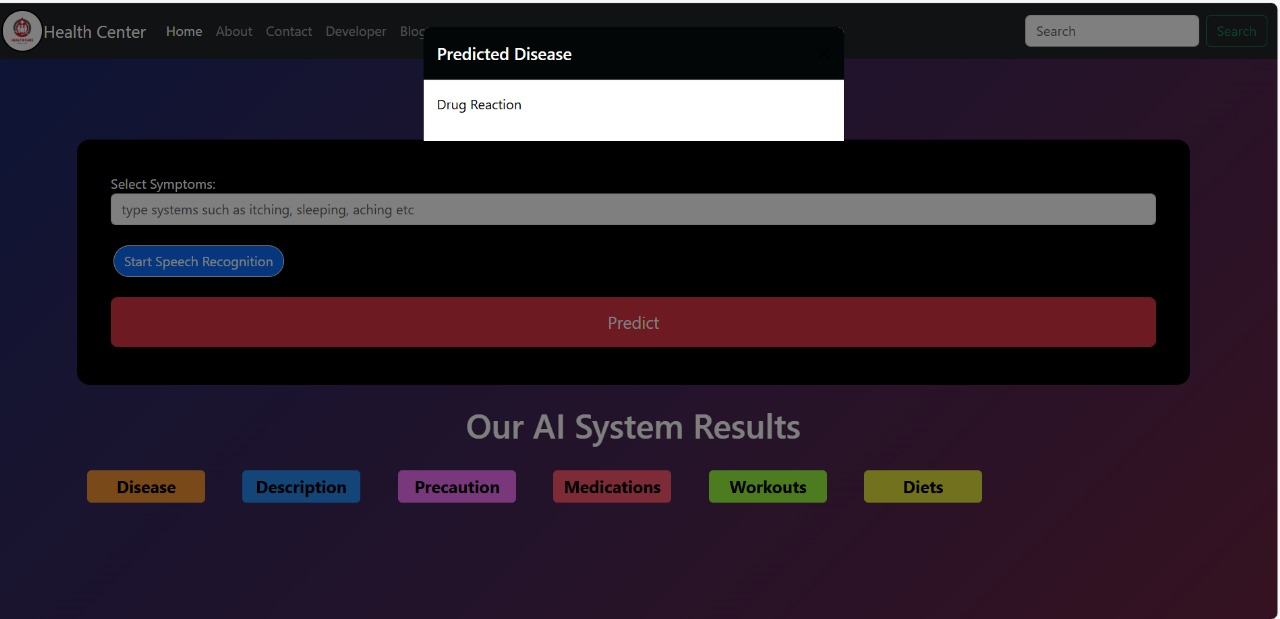 Health Center Home About Contact Developer Blog Search Search
Predicted Disease
Drug Reaction
Select Symptoms:
type systems such as itching, sleeping, aching etc
Start Speech Recognition
Predict
Our AI System Results
Disease Description Precaution Medications Workouts Diets